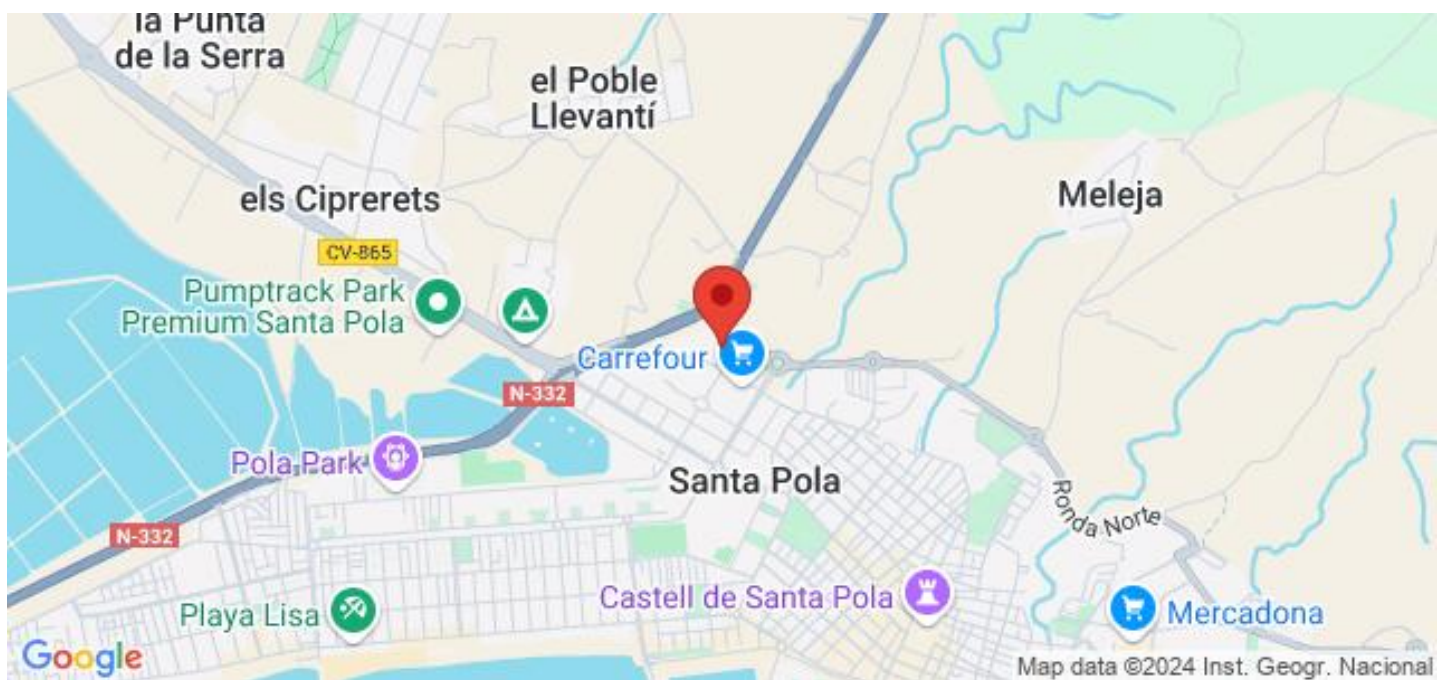 la Punta
de la Serra
el Poble
Llevantí
els Ciprerets
Meleja
CV-865
Pumptrack Park
Premium Santa Pola
Carrefour
N-332
Pola Park
Santa Pola
Ronda Norte
N-332
Castell de Santa Pola
Playa Lisa
Mercadona
Google
Map data ©2024 Inst. Geogr. Nacional